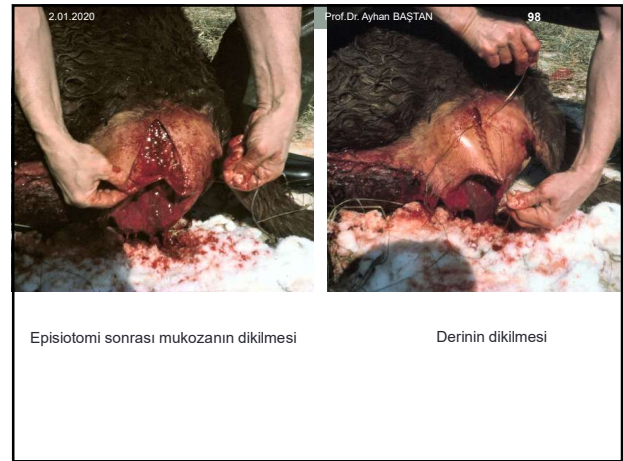 2.01.2020
Prof.Dr. Ayhan BAŞTAN
98
Episiotomi sonrası mukozanın dikilmesi
Derinin dikilmesi